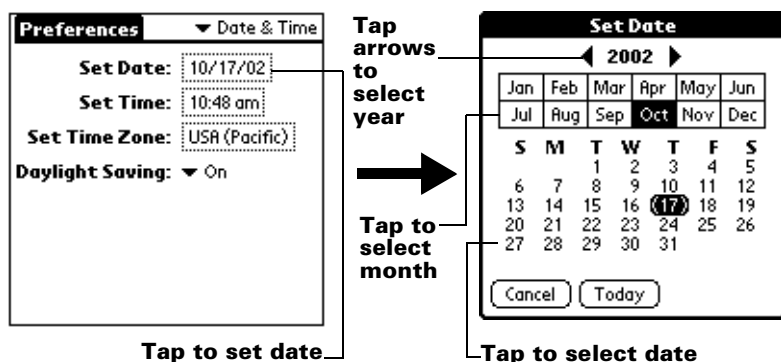 Preferences
Date & Time
Set Date: 10/17/02
Set Time: 10:48 am
Set Time Zone: USA (Pacific)
Daylight Saving: On
Tap to set date
Tap
arrows
to
select
year
Tap to
select
month
Set Date
2002
Jan Feb Mar Apr May Jun
Jul Aug Sep Oct Nov Dec
S M T W T F S
1 2 3 4 5
6 7 8 9 10 11 12
13 14 15 16 17 18 19
20 21 22 23 24 25 26
27 28 29 30 31
Cancel Today
Tap to select date